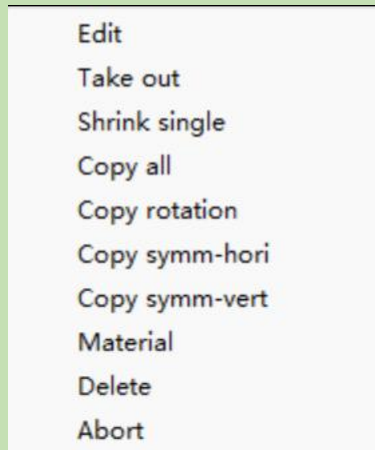 Edit
Take out
Shrink single
Copy all
Copy rotation
Copy symm-hori
Copy symm-vert
Material
Delete
Abort